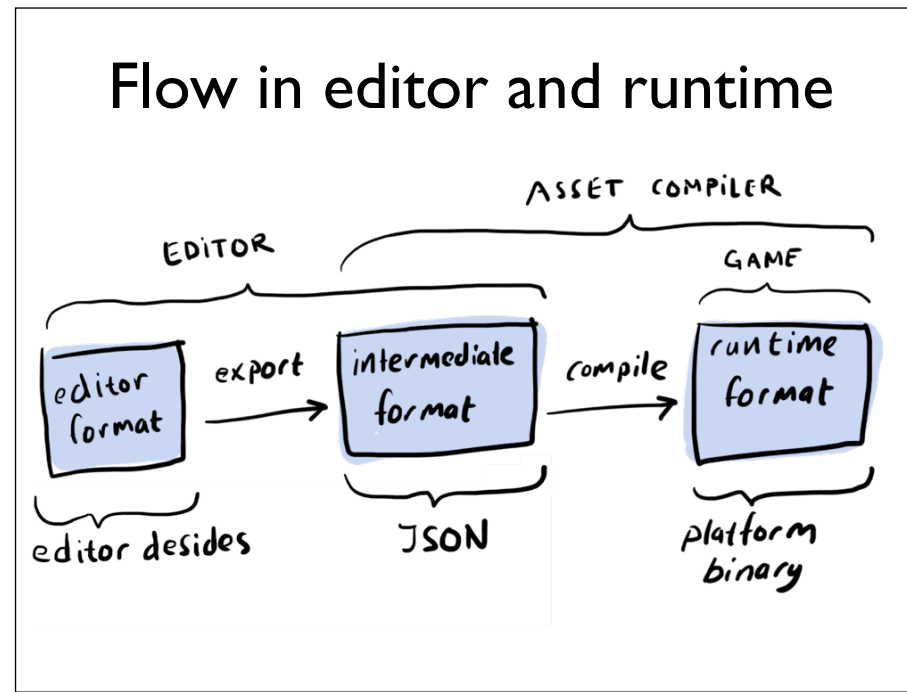 Flow in editor and runtime
ASSET COMPILER
EDITOR
GAME
editor
format
export
intermediate
format
compile
runtime
format
editor desides
JSON
platform
binary